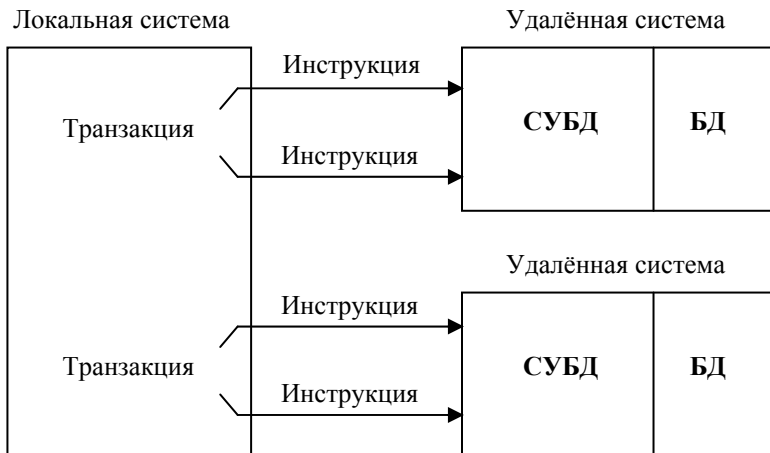 Локальная система
Удалённая система
Инструкция
СУБД
БД
Транзакция
Инструкция
Удалённая система
Инструкция
СУБД
БД
Транзакция
Инструкция